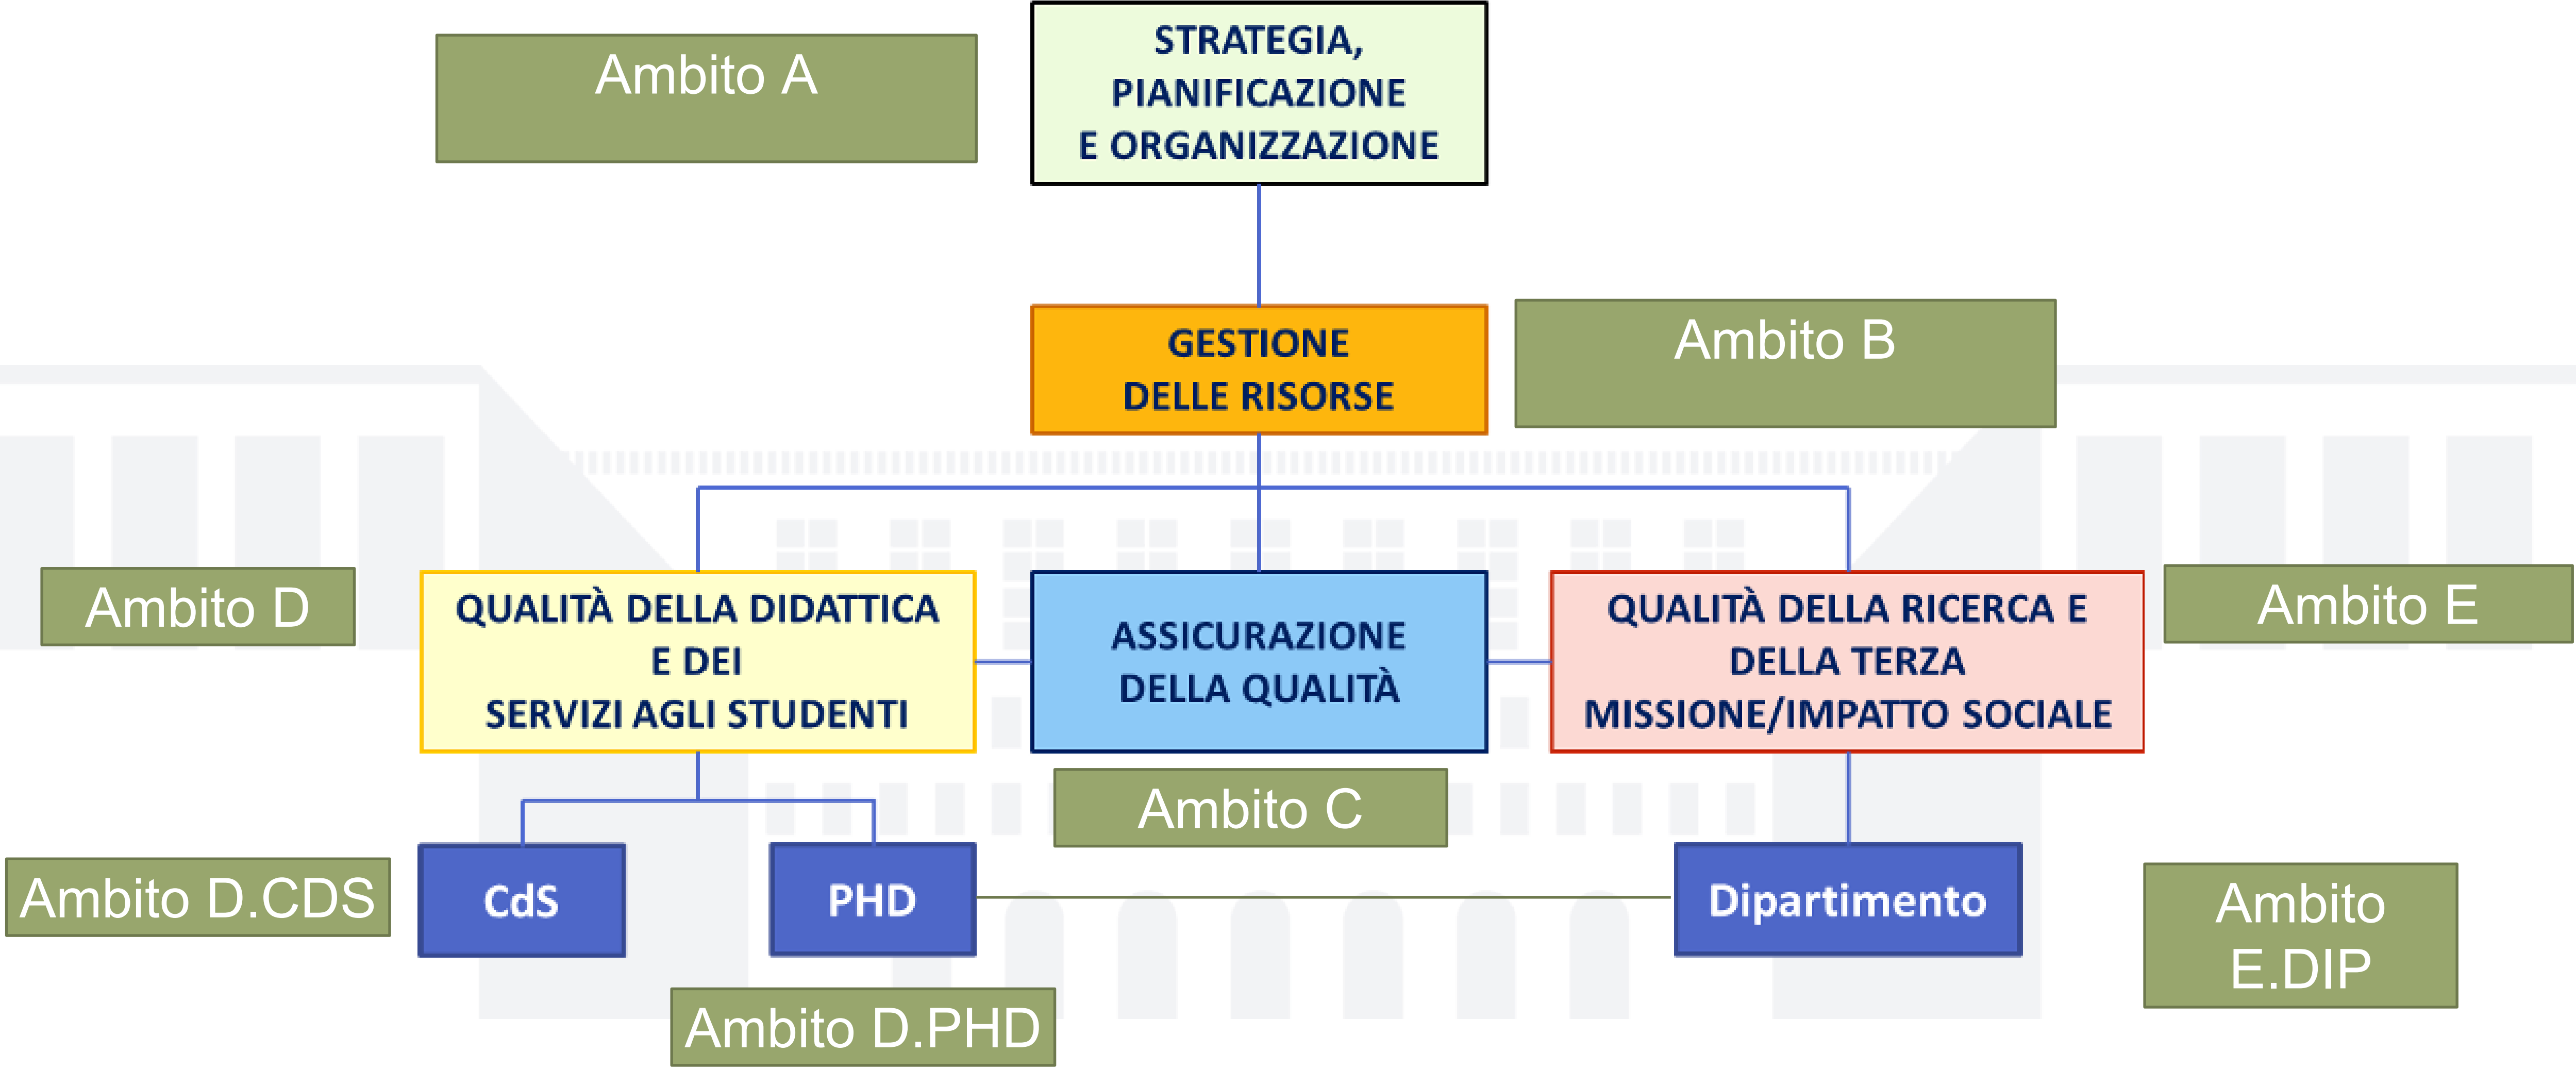 Ambito A
STRATEGIA,
PIANIFICAZIONE
E ORGANIZZAZIONE
GESTIONE
DELLE RISORSE
Ambito B
Ambito D
QUALITÀ DELLA DIDATTICA
E DEI
SERVIZI AGLI STUDENTI
ASSICURAZIONE
DELLA QUALITÀ
QUALITÀ DELLA RICERCA E
DELLA TERZA
MISSIONE/IMPATTO SOCIALE
Ambito E
Ambito C
Ambito D.CDS
CdS
PHD
Dipartimento
Ambito
E.DIP
Ambito D.PHD